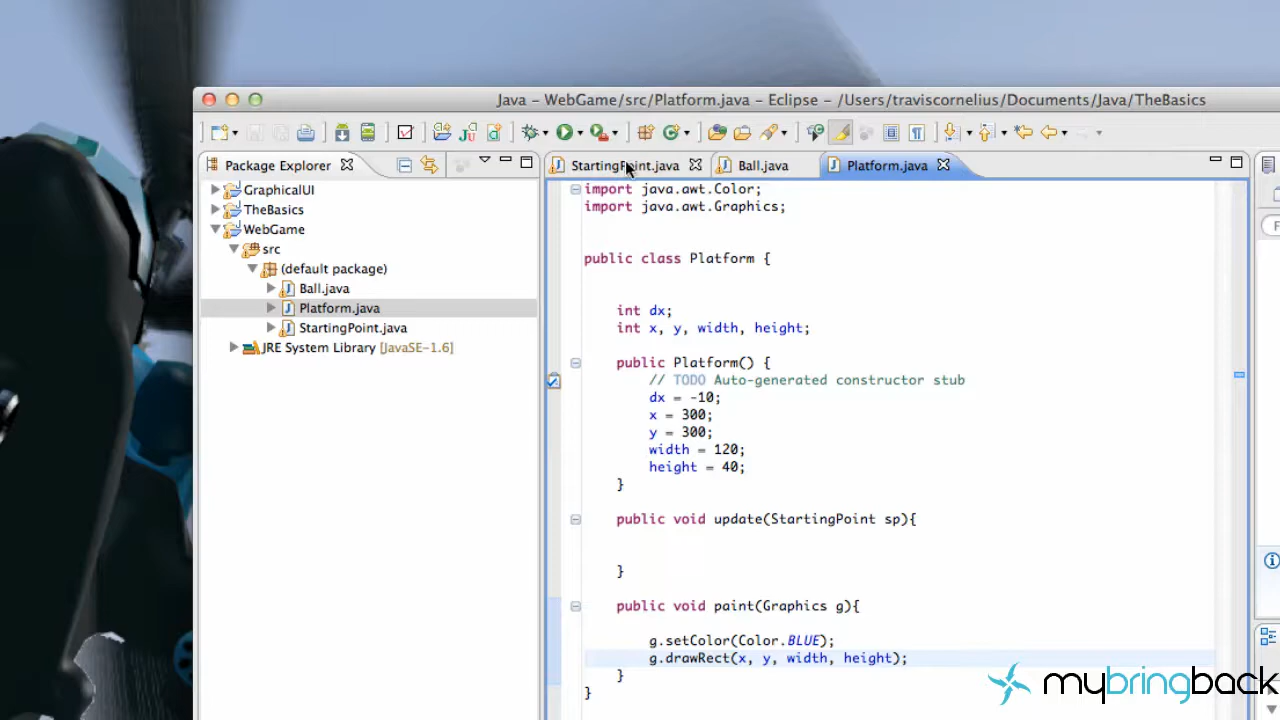 Java - WebGame/src/Platform.java - Eclipse - /Users/traviscornelius/Documents/Java/TheBasics
Package Explorer
StartingPoint.java
Ball.java
Platform.java
GraphicalUI
TheBasics
WebGame
src
(default package)
Ball.java
Platform.java
StartingPoint.java
JRE System Library [JavaSE-1.6]
import java.awt.Color;
import java.awt.Graphics;
public class Platform {
int dx;
int x, y, width, height;
public Platform() {
// TODO Auto-generated constructor stub
dx = -10;
x = 300;
y = 300;
width = 120;
height = 40;
}
public void update(StartingPoint sp){
}
public void paint(Graphics g){
g.setColor(Color.BLUE);
g.drawRect(x, y, width, height);
}
}
mybringback